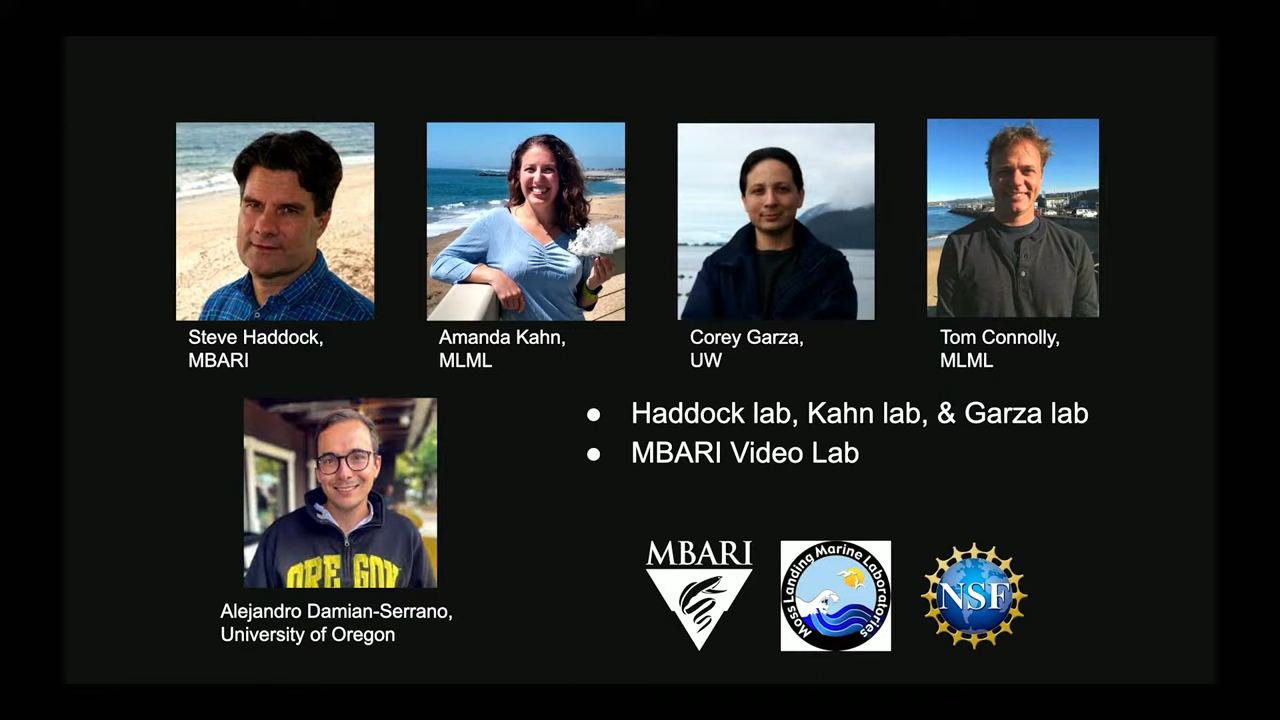 Steve Haddock,
MBARI
Amanda Kahn,
MLML
Corey Garza,
UW
Tom Connolly,
MLML
OREGON
Alejandro Damian-Serrano,
University of Oregon
● Haddock lab, Kahn lab, & Garza lab
● MBARI Video Lab
MBARI
Moss Landing Marine Laboratories
NSF